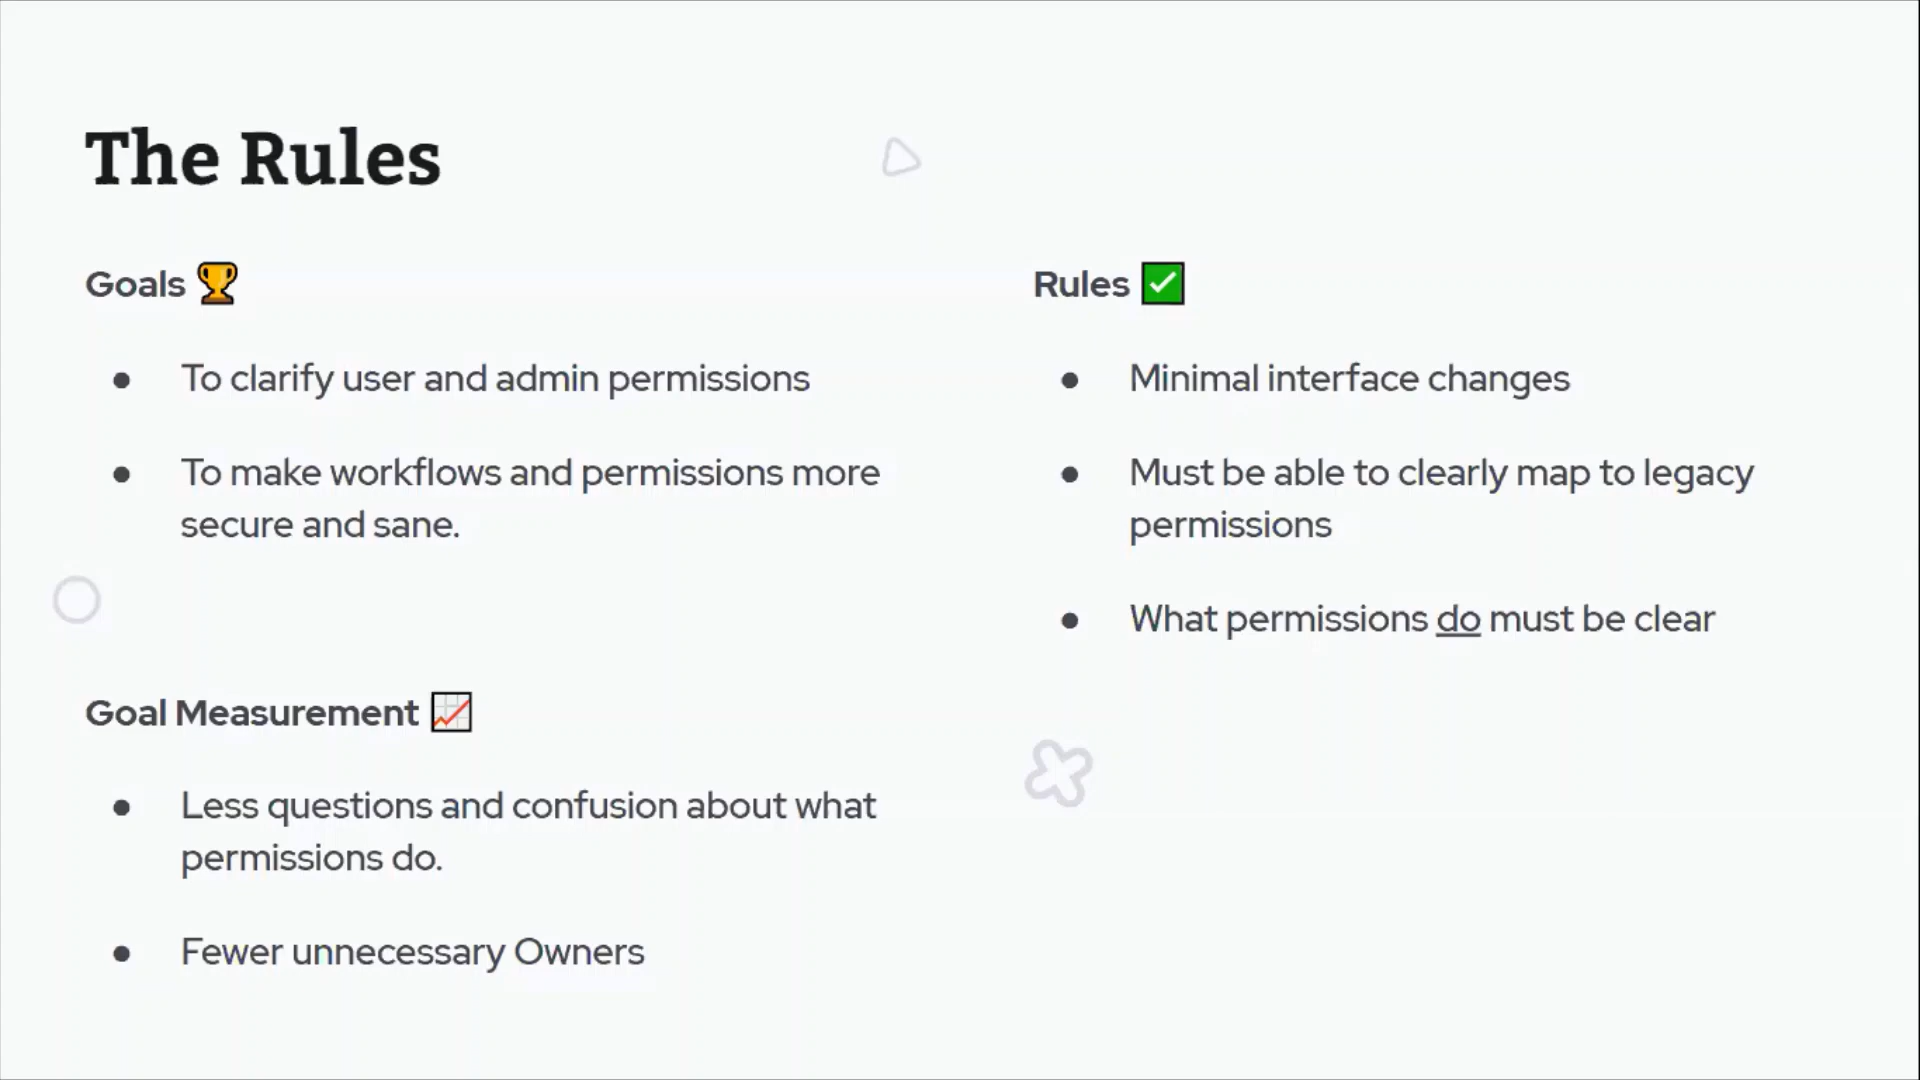 The Rules
Goals 🏆
● To clarify user and admin permissions
● To make workflows and permissions more
secure and sane.
Goal Measurement 📈
● Less questions and confusion about what
permissions do.
● Fewer unnecessary Owners
Rules ✅
● Minimal interface changes
● Must be able to clearly map to legacy
permissions
● What permissions do must be clear